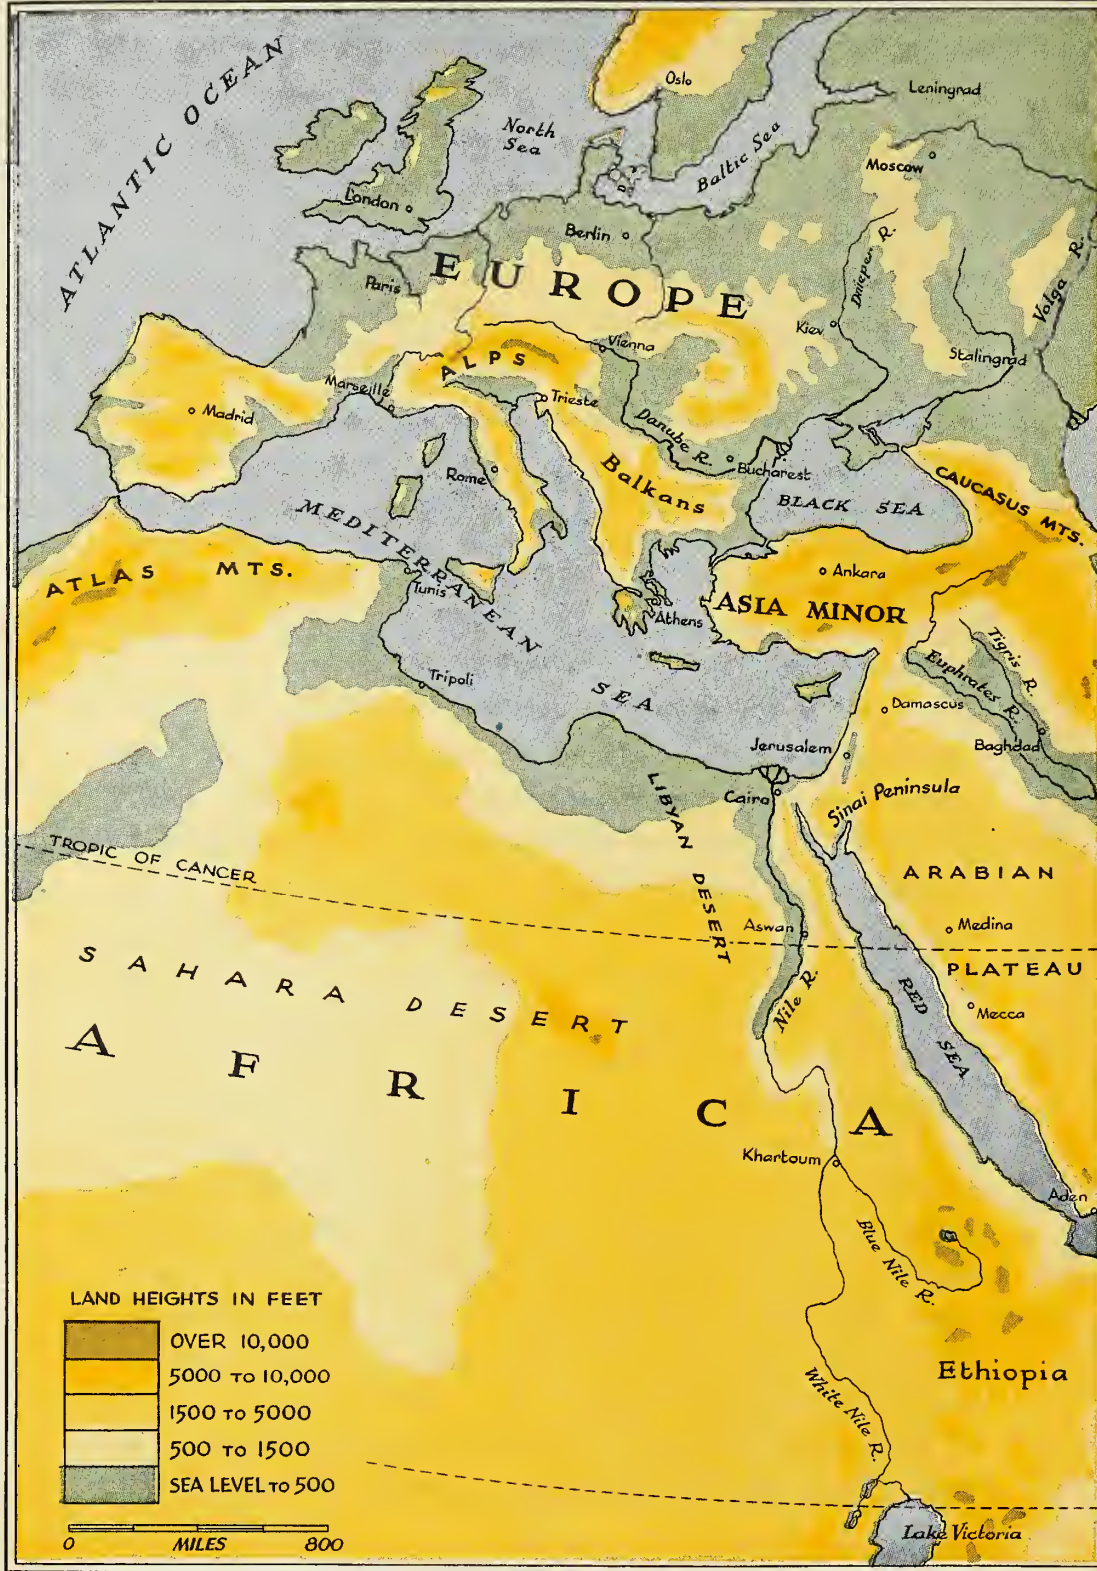 ATLANTIC OCEAN
Oslo
Leningrad
North
Sea
Baltic Sea
Moscow
London
Berlin
EUROPE
Paris
Dnieper R.
Volga R.
Kiev
Vienna
Stalingrad
ALPS
Marseille
Trieste
Madrid
Danube R.
Bucharest
Rome
Balkans
BLACK SEA
CAUCASUS MTS.
MEDITERRANEAN
SEA
ATLAS MTS.
Tunis
Ankara
ASIA MINOR
Athens
Tigris R.
Euphrates R.
Tripoli
Damascus
Baghdad
Jerusalem
Cairo
Sinai Peninsula
LIBYAN DESERT
TROPIC OF CANCER
ARABIAN
PLATEAU
Aswan
Medina
SAHARA DESERT
Nile R.
RED SEA
Mecca
AFRICA
Khartoum
Aden
Blue Nile R.
Ethiopia
White Nile R.
Lake Victoria
LAND HEIGHTS IN FEET
OVER 10,000
5000 TO 10,000
1500 TO 5000
500 TO 1500
SEA LEVEL TO 500
0 MILES 800